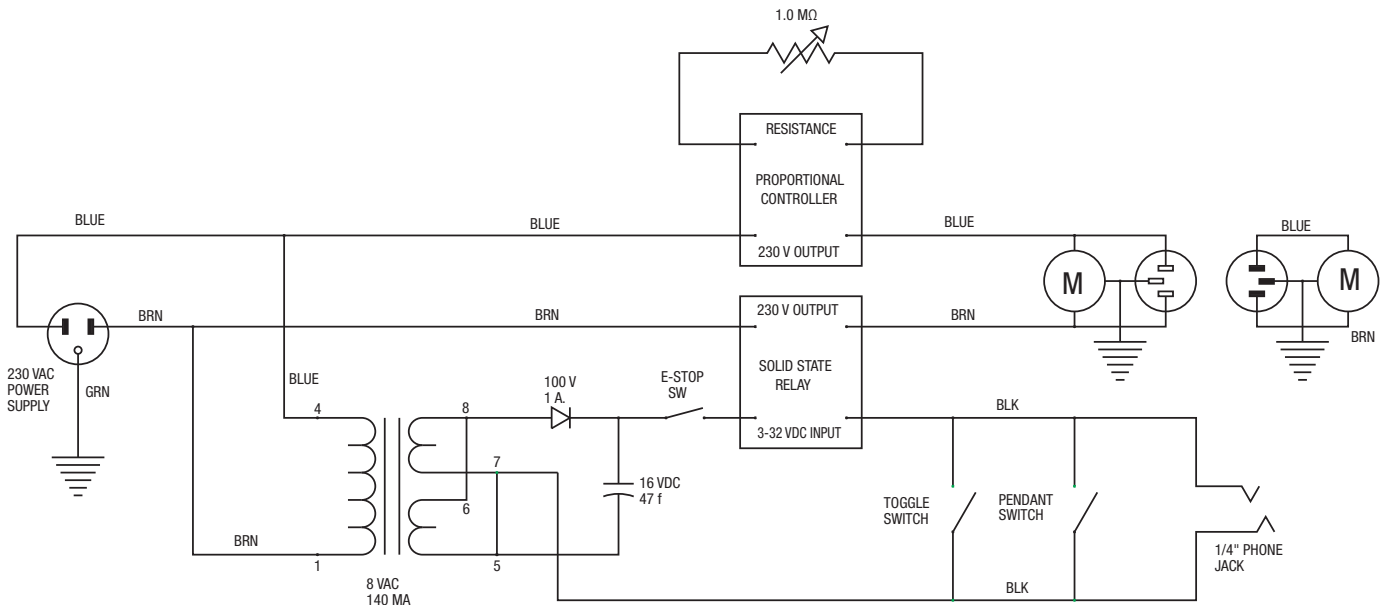 1.0 MΩ
RESISTANCE
PROPORTIONAL
CONTROLLER
230 V OUTPUT
BLUE
BLUE
BLUE
BLUE
M
M
230 V OUTPUT
SOLID STATE
RELAY
3-32 VDC INPUT
BRN
BRN
BRN
BRN
230 VAC
POWER
SUPPLY
GRN
BLUE
4
8
100 V
1 A.
E-STOP
SW
BLK
7
6
16 VDC
47 f
TOGGLE
SWITCH
PENDANT
SWITCH
1/4" PHONE
JACK
BRN
1
5
8 VAC
140 MA
BLK